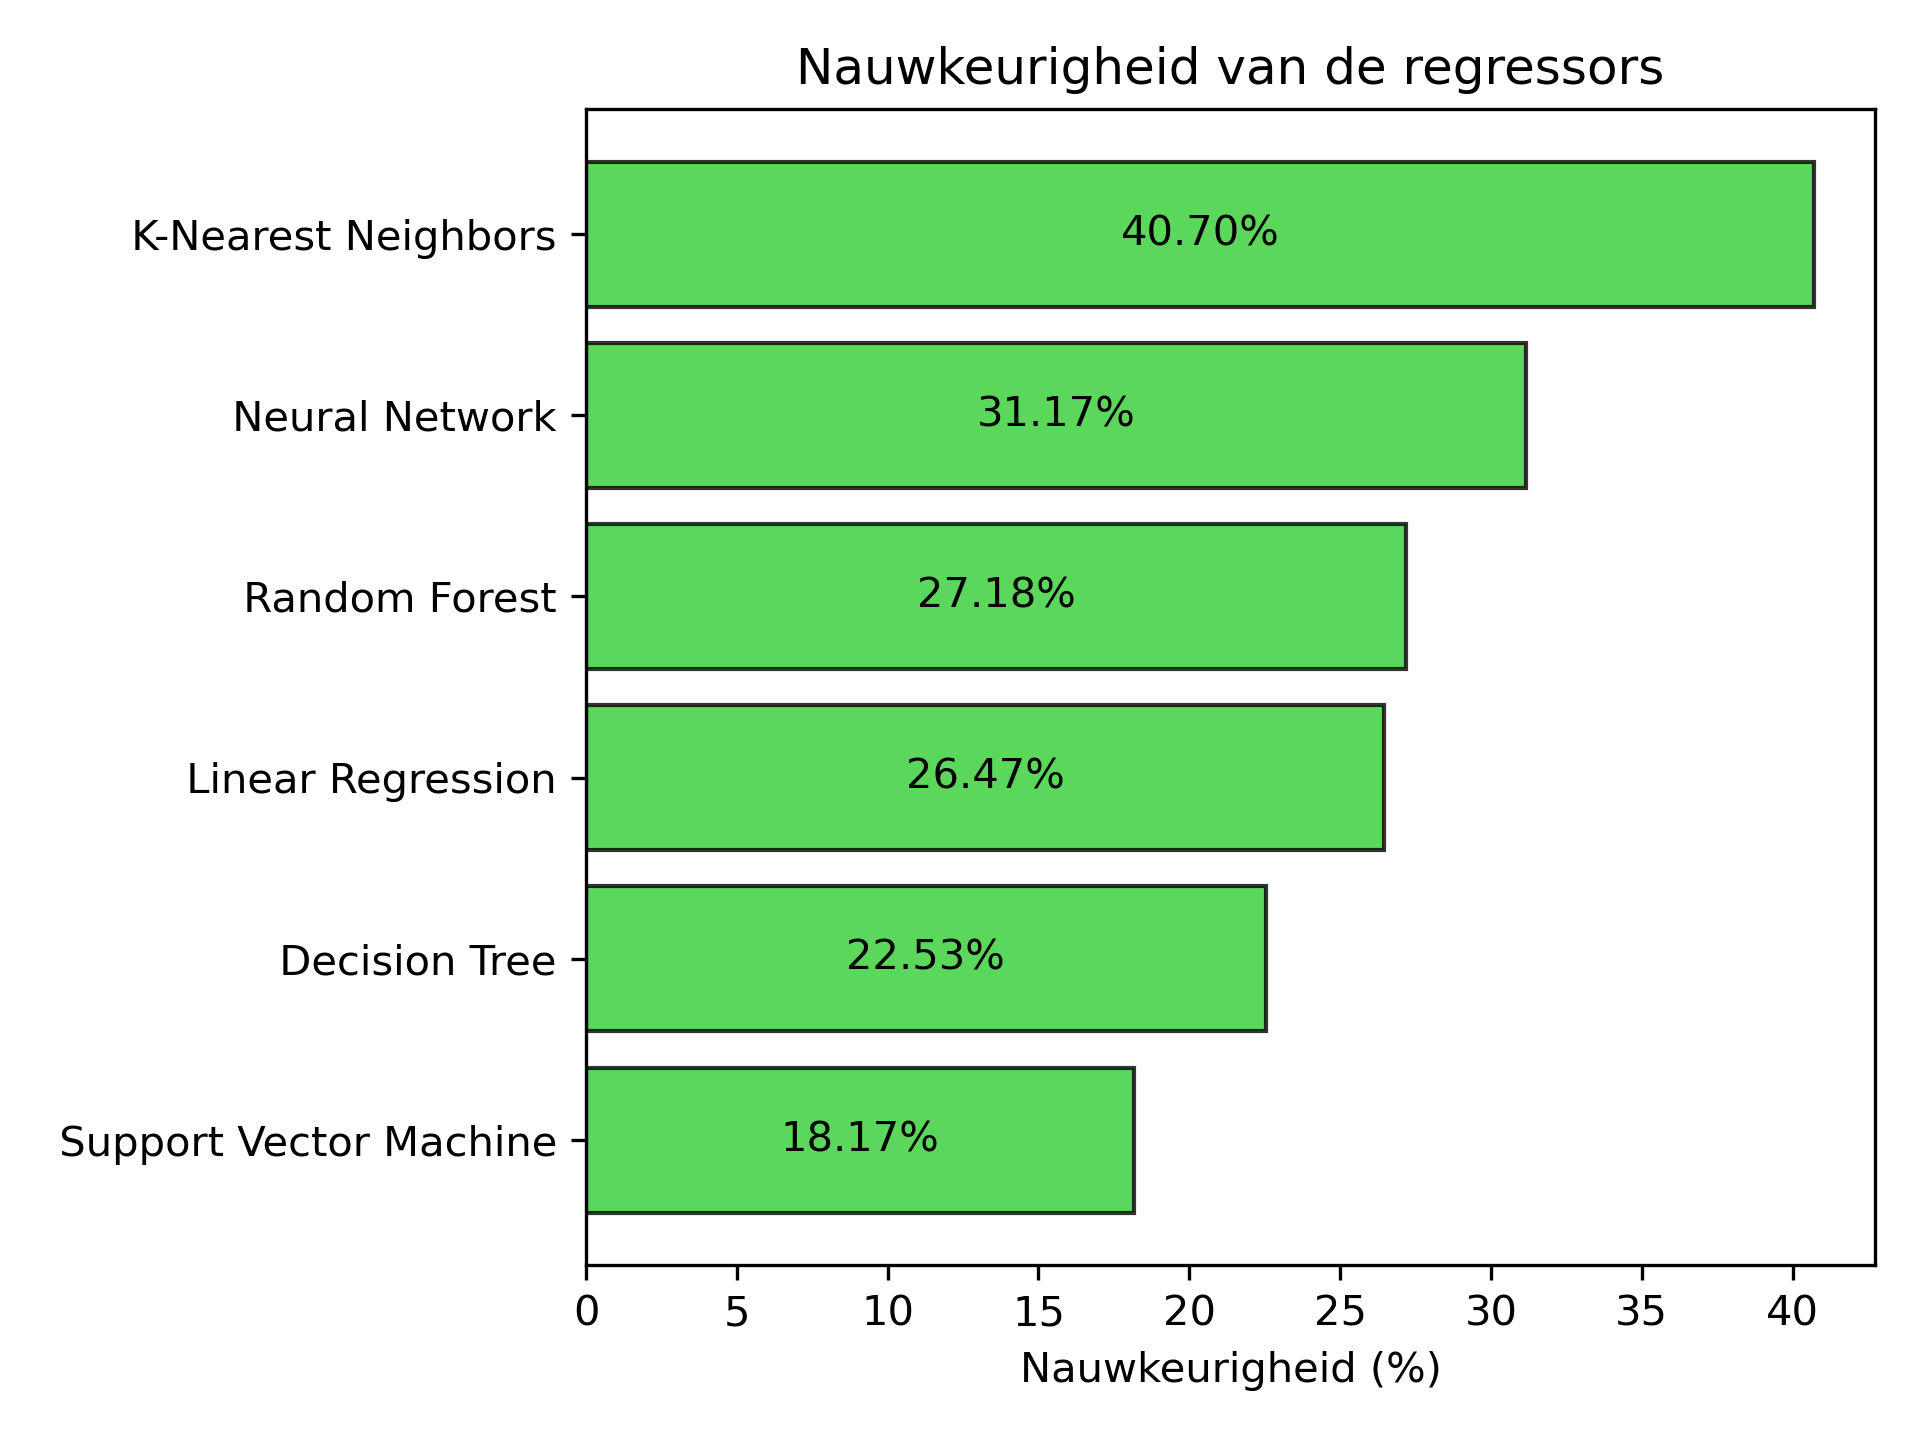 Nauwkeurigheid van de regressors
K-Nearest Neighbors
40.70%
Neural Network
31.17%
Random Forest
27.18%
Linear Regression
26.47%
Decision Tree
22.53%
Support Vector Machine
18.17%
0 5 10 15 20 25 30 35 40
Nauwkeurigheid (%)